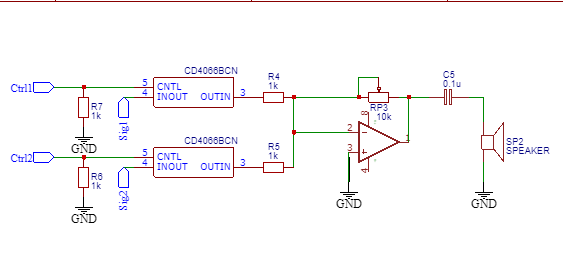 CD4066BCN
Ctrl1
5
4
CNTL
INOUT
OUTIN
3
R4
1k
C5
0.1u
R7
1k
GND
Sig1
RP3
10k
8
2
3
1
4
CD4066BCN
Ctrl2
5
4
CNTL
INOUT
OUTIN
3
R5
1k
SP2
SPEAKER
R6
1k
GND
Sig2
GND
GND